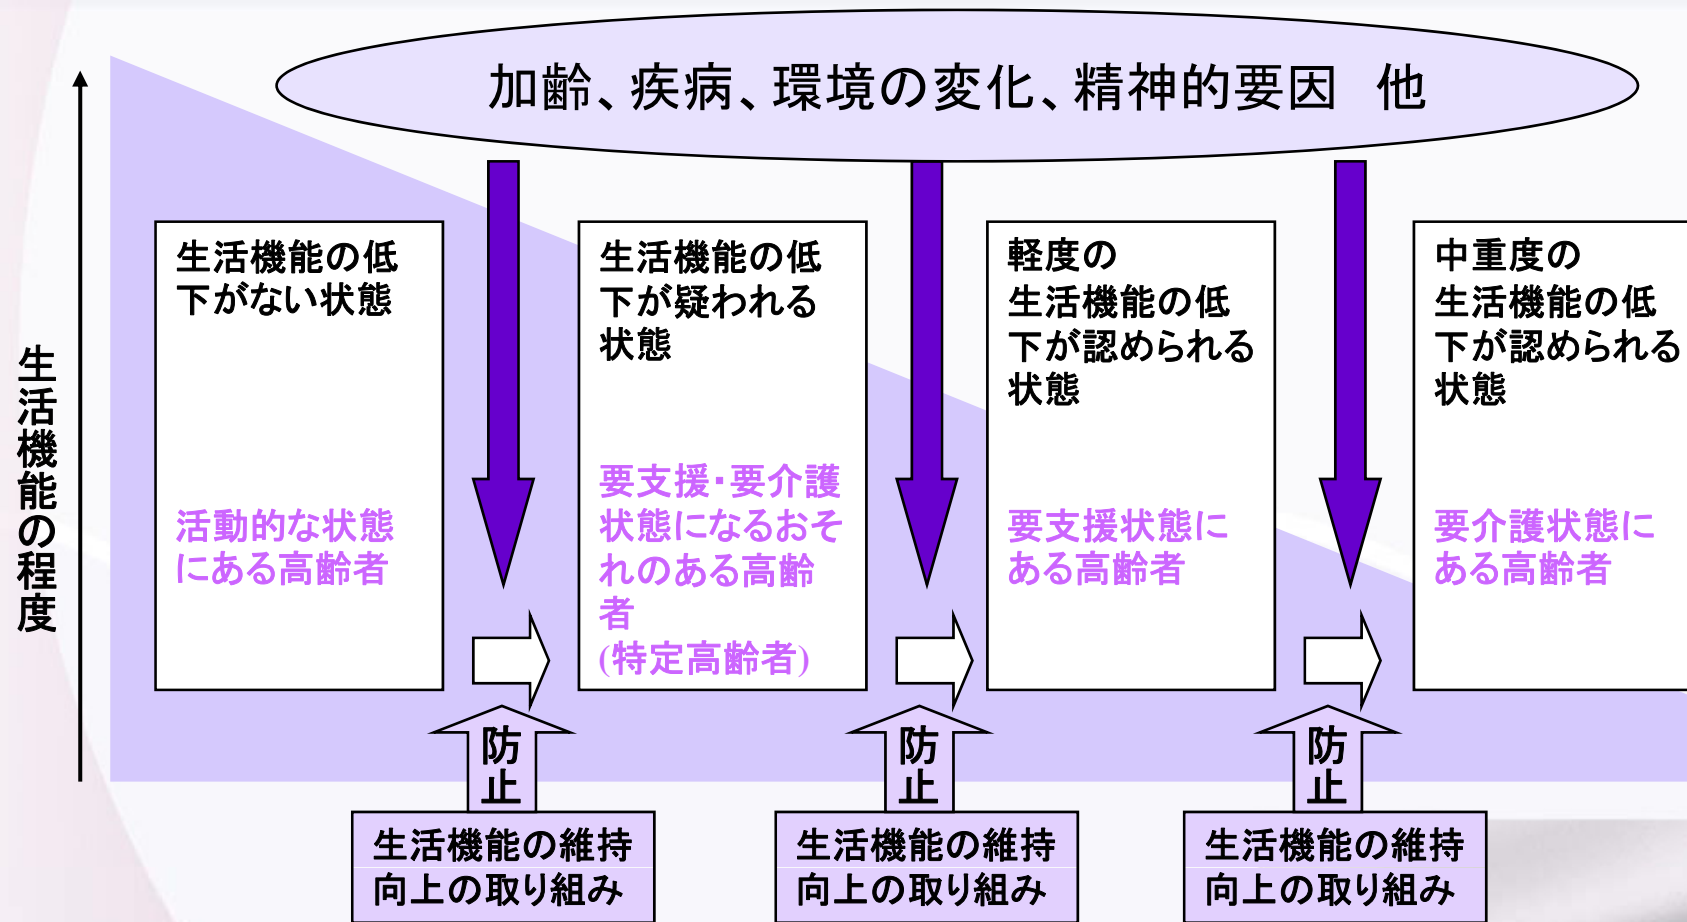 加齢、疾病、環境の変化、精神的要因　他
生活機能の程度
生活機能の低
下がない状態
活動的な状態
にある高齢者
生活機能の低
下が疑われる
状態
要支援・要介護
状態になるおそ
れのある高齢
者
(特定高齢者)
軽度の
生活機能の低
下が認められる
状態
要支援状態に
ある高齢者
中重度の
生活機能の低
下が認められる
状態
要介護状態に
ある高齢者
防止
防止
防止
生活機能の維持
向上の取り組み
生活機能の維持
向上の取り組み
生活機能の維持
向上の取り組み